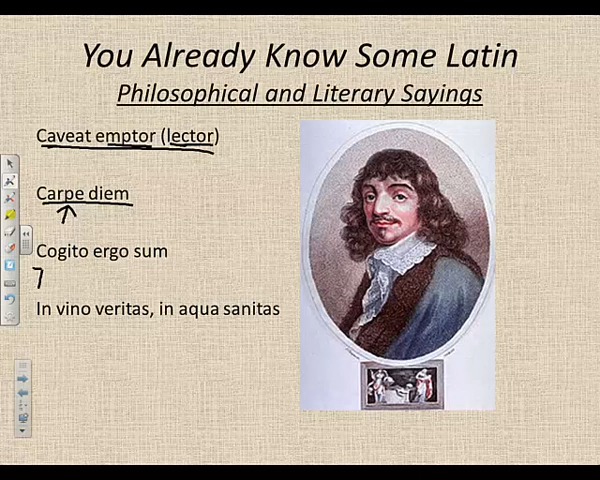 You Already Know Some Latin
Philosophical and Literary Sayings
Caveat emptor (lector)
Carpe diem
Cogito ergo sum
In vino veritas, in aqua sanitas